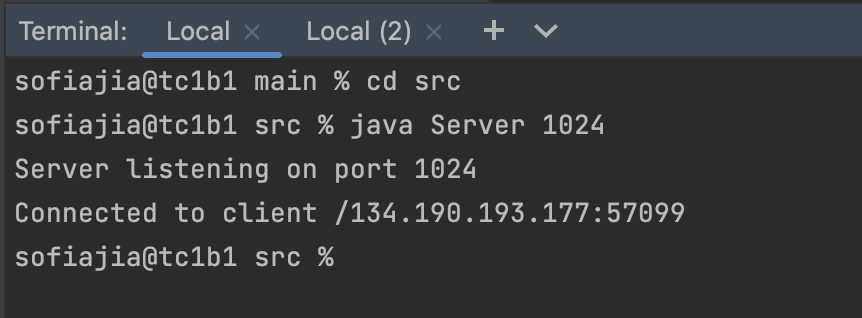 Terminal: Local × Local (2) × +
sofiajia@tc1b1 main % cd src
sofiajia@tc1b1 src % java Server 1024
Server listening on port 1024
Connected to client /134.190.193.177:57099
sofiajia@tc1b1 src %